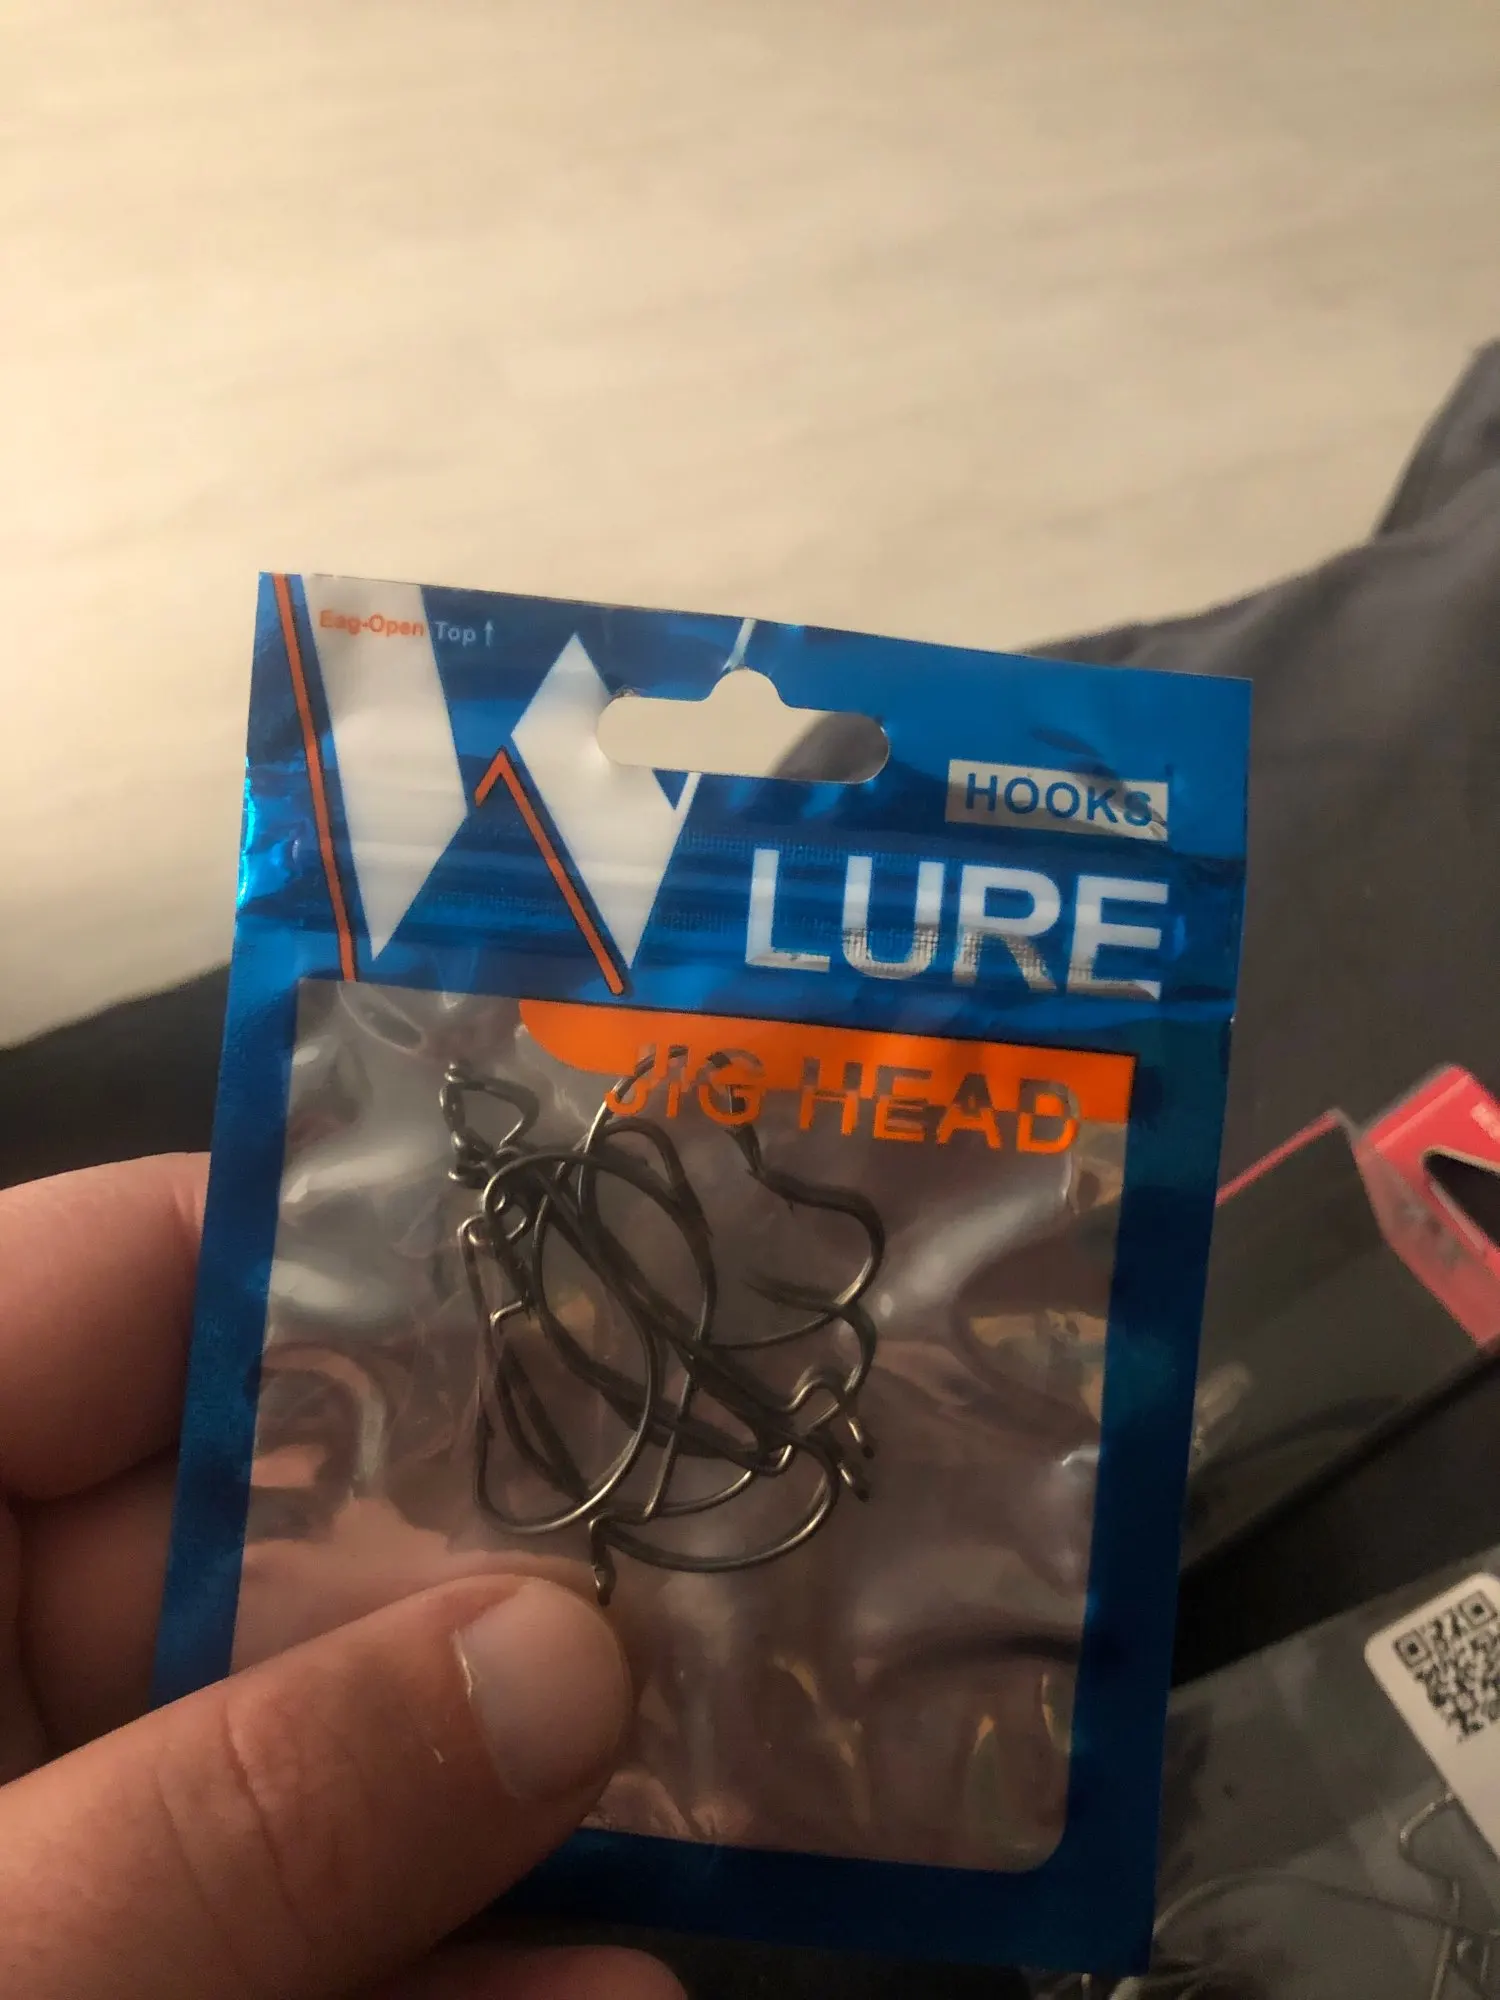 Eag-Open Top ↑
HOOKS
W LURE
JIG HEAD